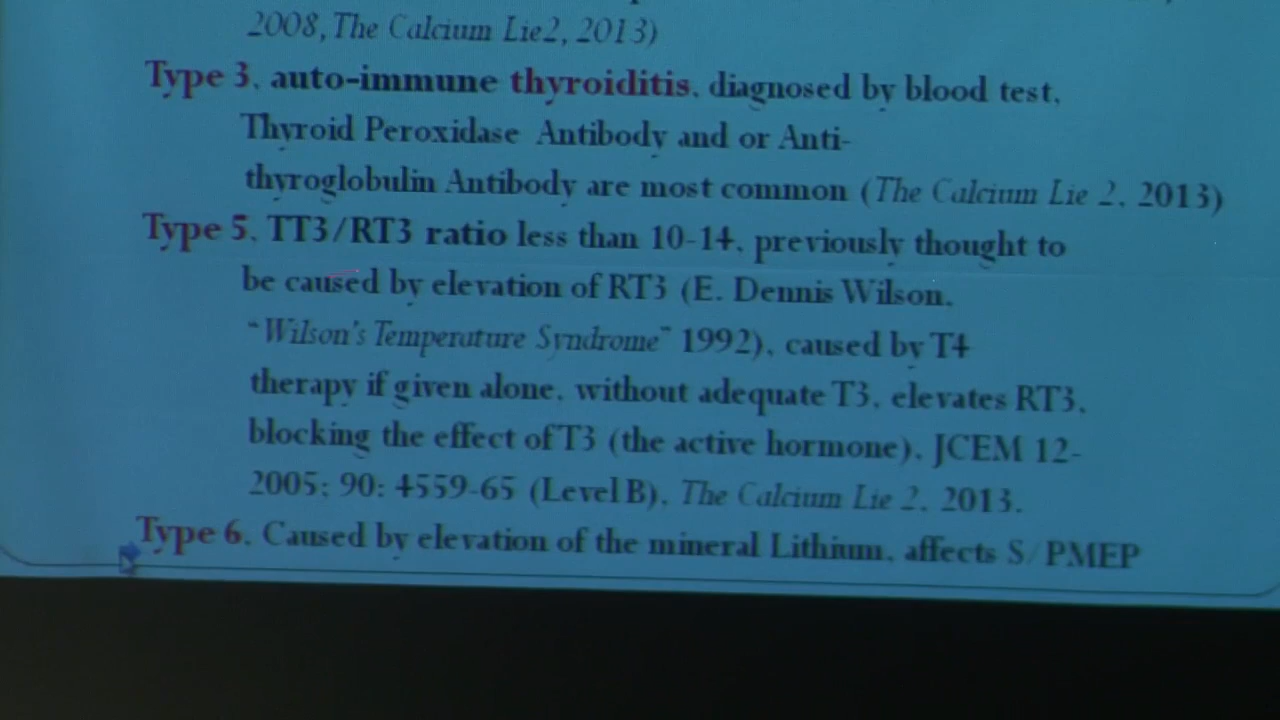 2008, The Calcium Lie2, 2013)
Type 3, auto-immune thyroiditis, diagnosed by blood test,
Thyroid Peroxidase Antibody and or Anti-
thyroglobulin Antibody are most common (The Calcium Lie 2, 2013)
Type 5, TT3/RT3 ratio less than 10-14, previously thought to
be caused by elevation of RT3 (E. Dennis Wilson,
"Wilson's Temperature Syndrome" 1992), caused by T4
therapy if given alone, without adequate T3, elevates RT3,
blocking the effect of T3 (the active hormone), JCEM 12-
2005; 90: 4559-65 (Level B), The Calcium Lie 2, 2013.
Type 6, Caused by elevation of the mineral Lithium, affects S/PMEP